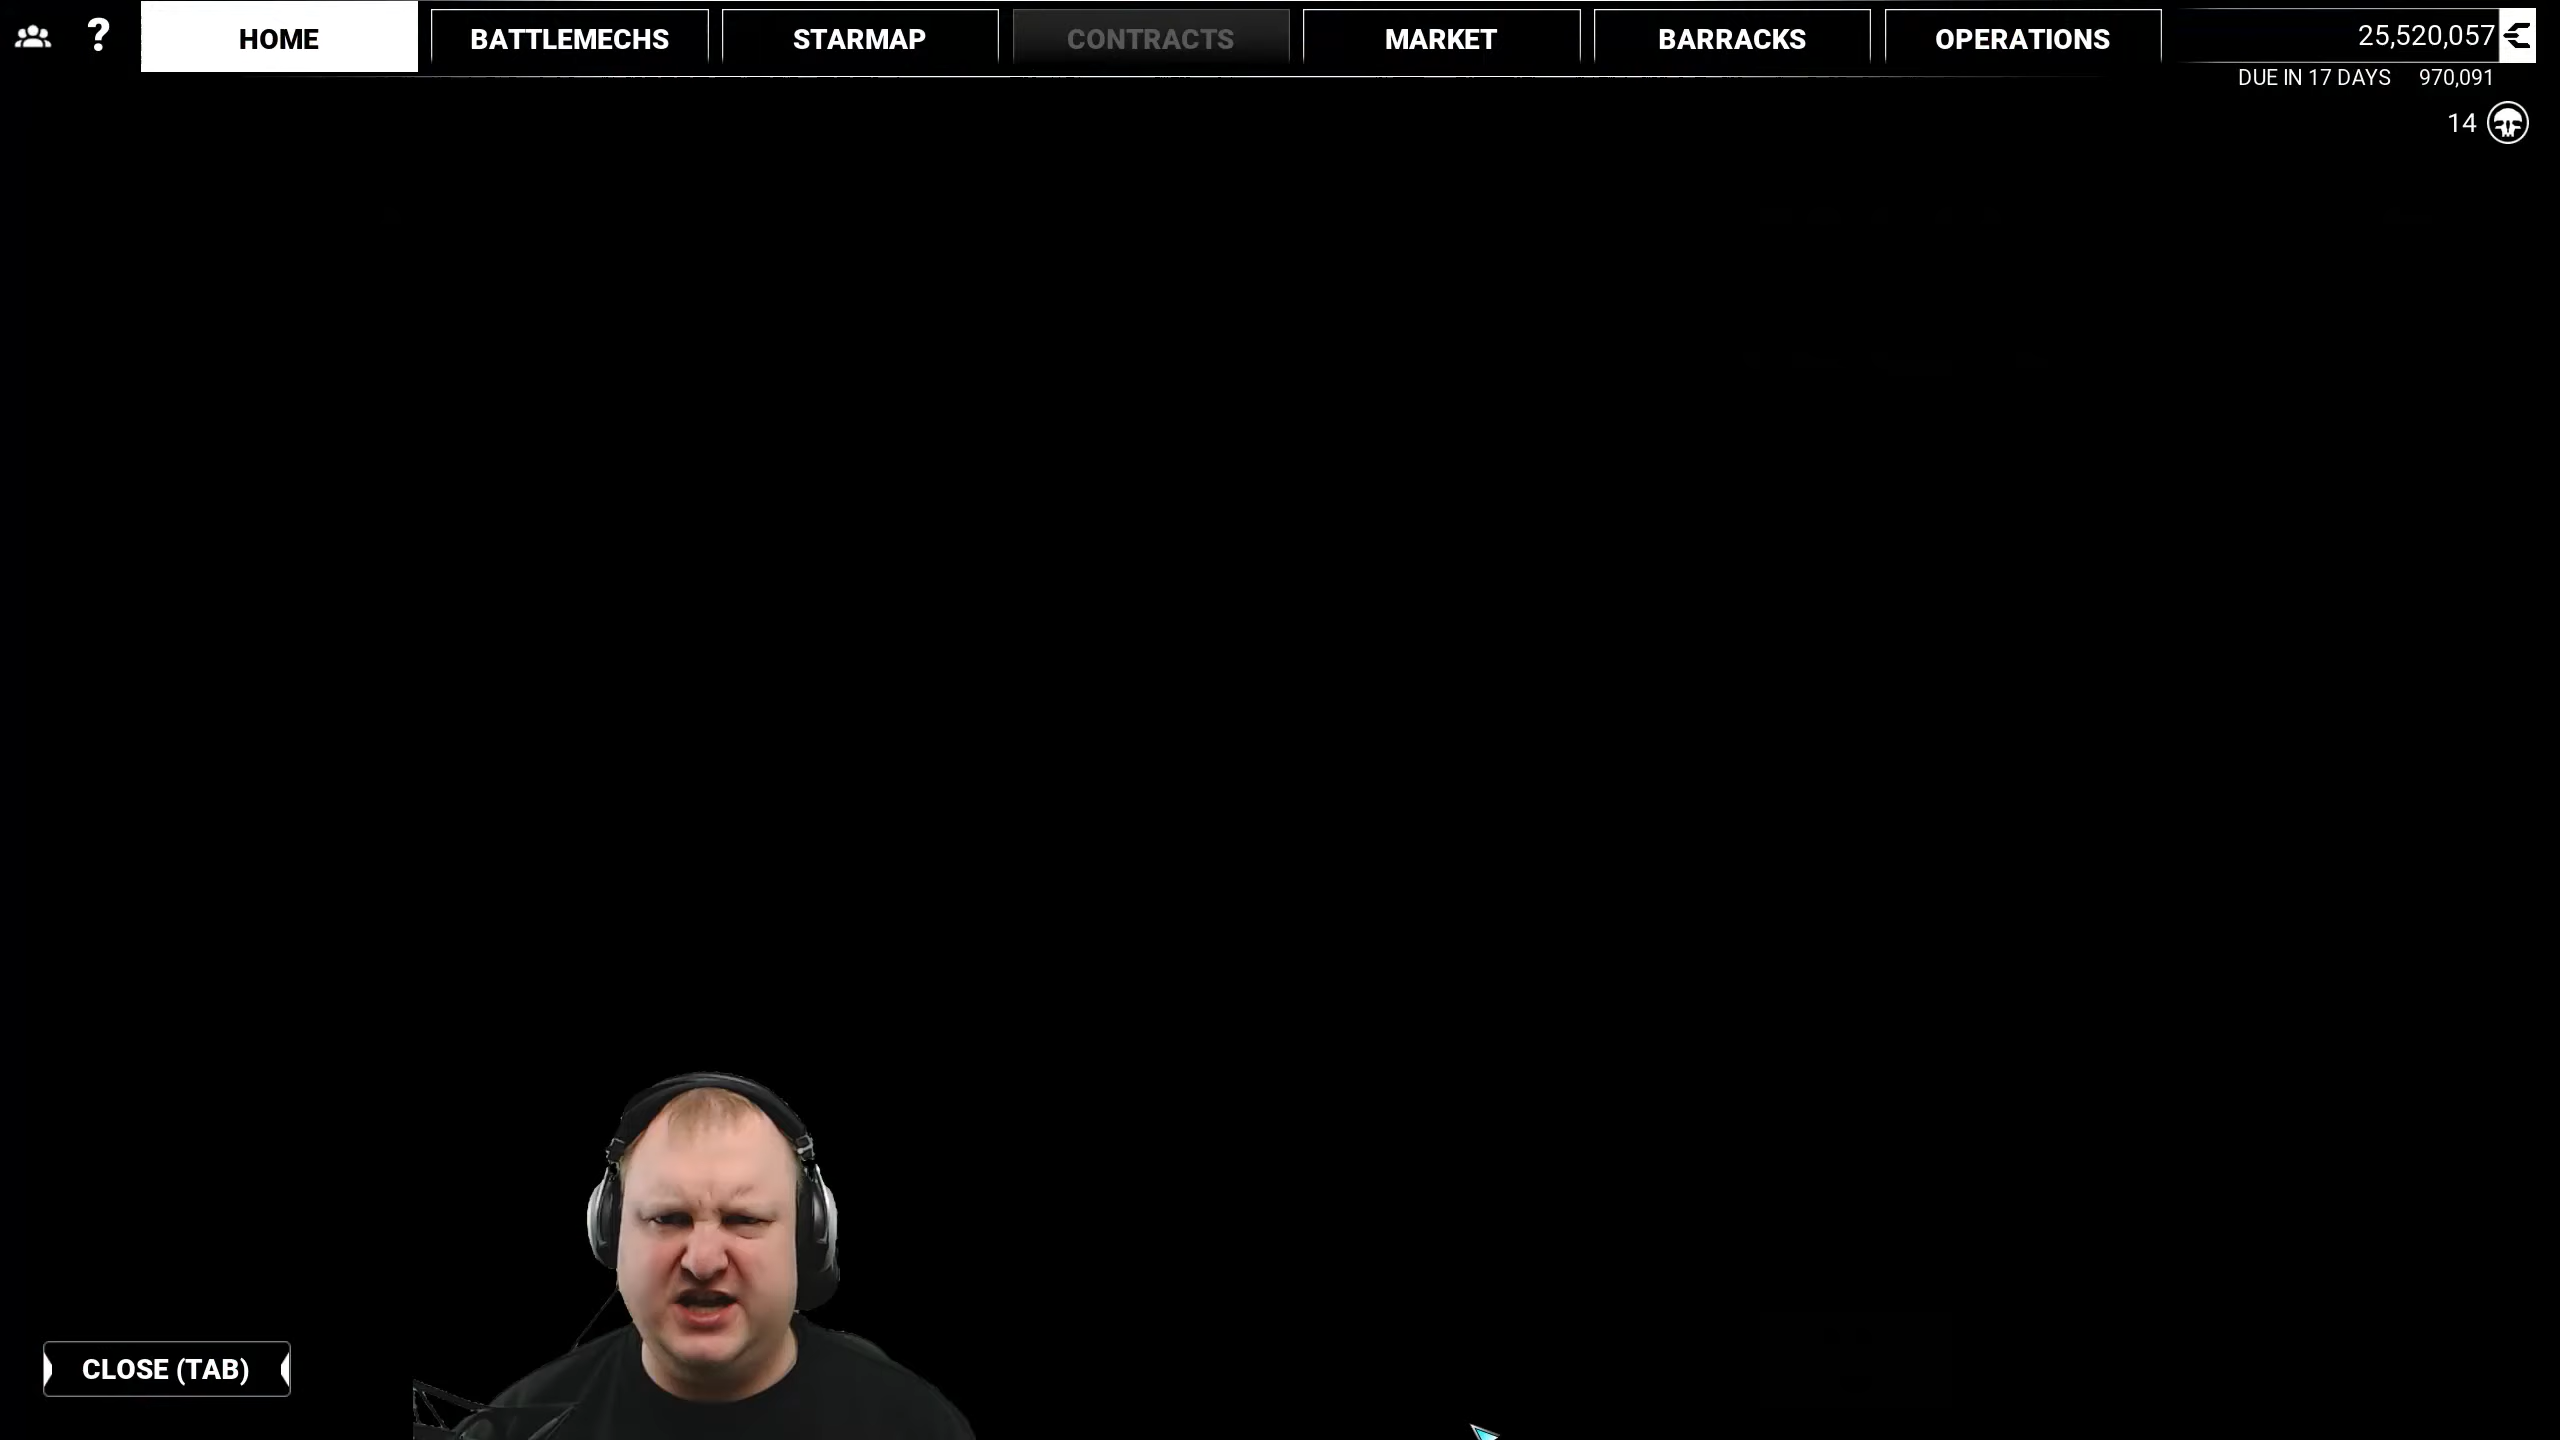 ? HOME BATTLEMECHS STARMAP CONTRACTS MARKET BARRACKS OPERATIONS 25,520,057
DUE IN 17 DAYS 970,091
14
CLOSE (TAB)